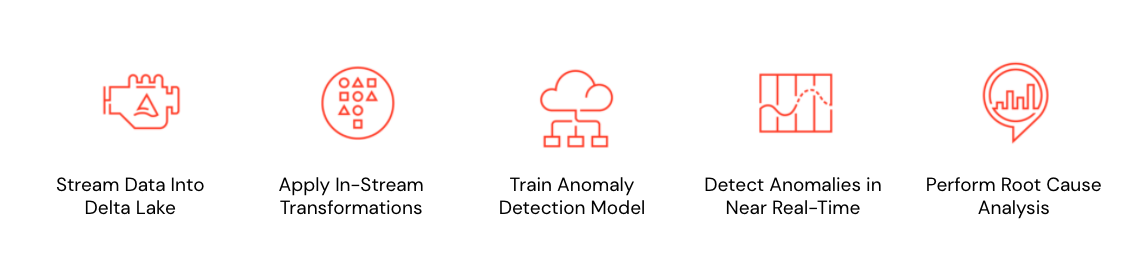 Stream Data Into
Delta Lake
Apply In-Stream
Transformations
Train Anomaly
Detection Model
Detect Anomalies in
Near Real-Time
Perform Root Cause
Analysis